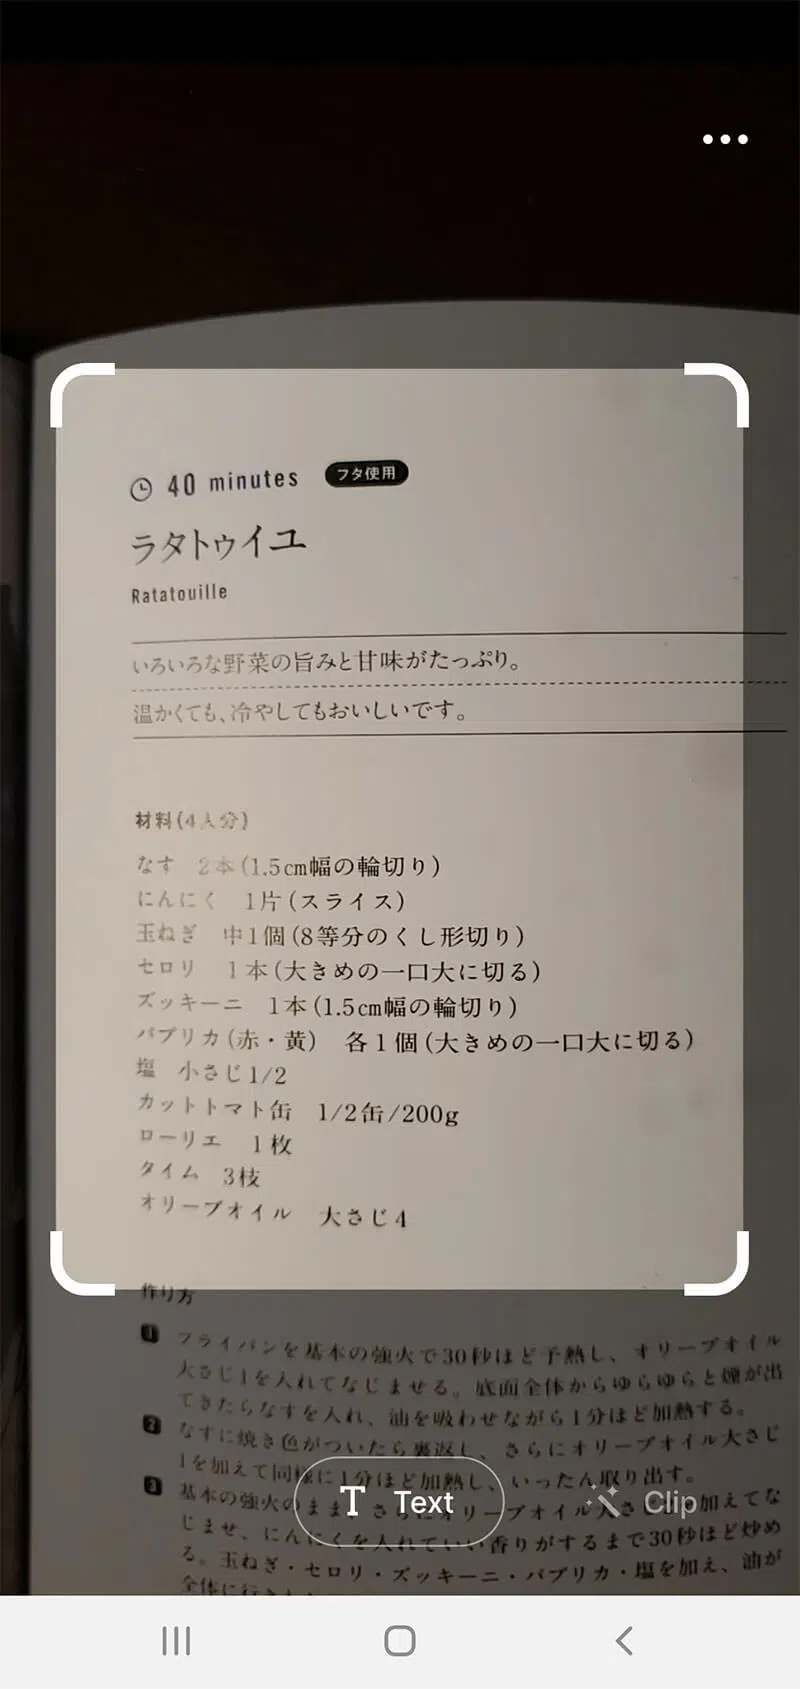 40 minutes フタ使用
ラタトゥイユ
Ratatouille
いろいろな野菜の旨みと甘味がたっぷり。
温かくても、冷やしてもおいしいです。
材料(4人分)
なす 2本(1.5cm幅の輪切り)
にんにく 1片(スライス)
玉ねぎ 中1個(8等分のくし形切り)
セロリ 1本(大きめの一口大に切る)
ズッキーニ 1本(1.5cm幅の輪切り)
パプリカ(赤・黄) 各1個(大きめの一口大に切る)
塩 小さじ1/2
カットトマト缶 1/2缶/200g
ローリエ 1枚
タイム 3枝
オリーブオイル 大さじ4
作り方
1 フライパンを基本の強火で30秒ほど予熱し、オリーブオイル
大さじ1を入れてなじませる。底面全体からゆらゆらと煙が出
てきたらなすを入れ、油を吸わせながら1分ほど加熱する。
2 なすに焼き色がついたら裏返し、さらにオリーブオイル大さじ
1を加えて同様に1分ほど加熱し、いったん取り出す。
3 基本の強火のまま、さらにオリーブオイル大さじ 加えてな
じませ、にんにくを入れていい香りがするまで30秒ほど炒め
る。玉ねぎ・セロリ・ズッキーニ・パプリカ・塩を加え、油が
全体に行き
Text
Clip